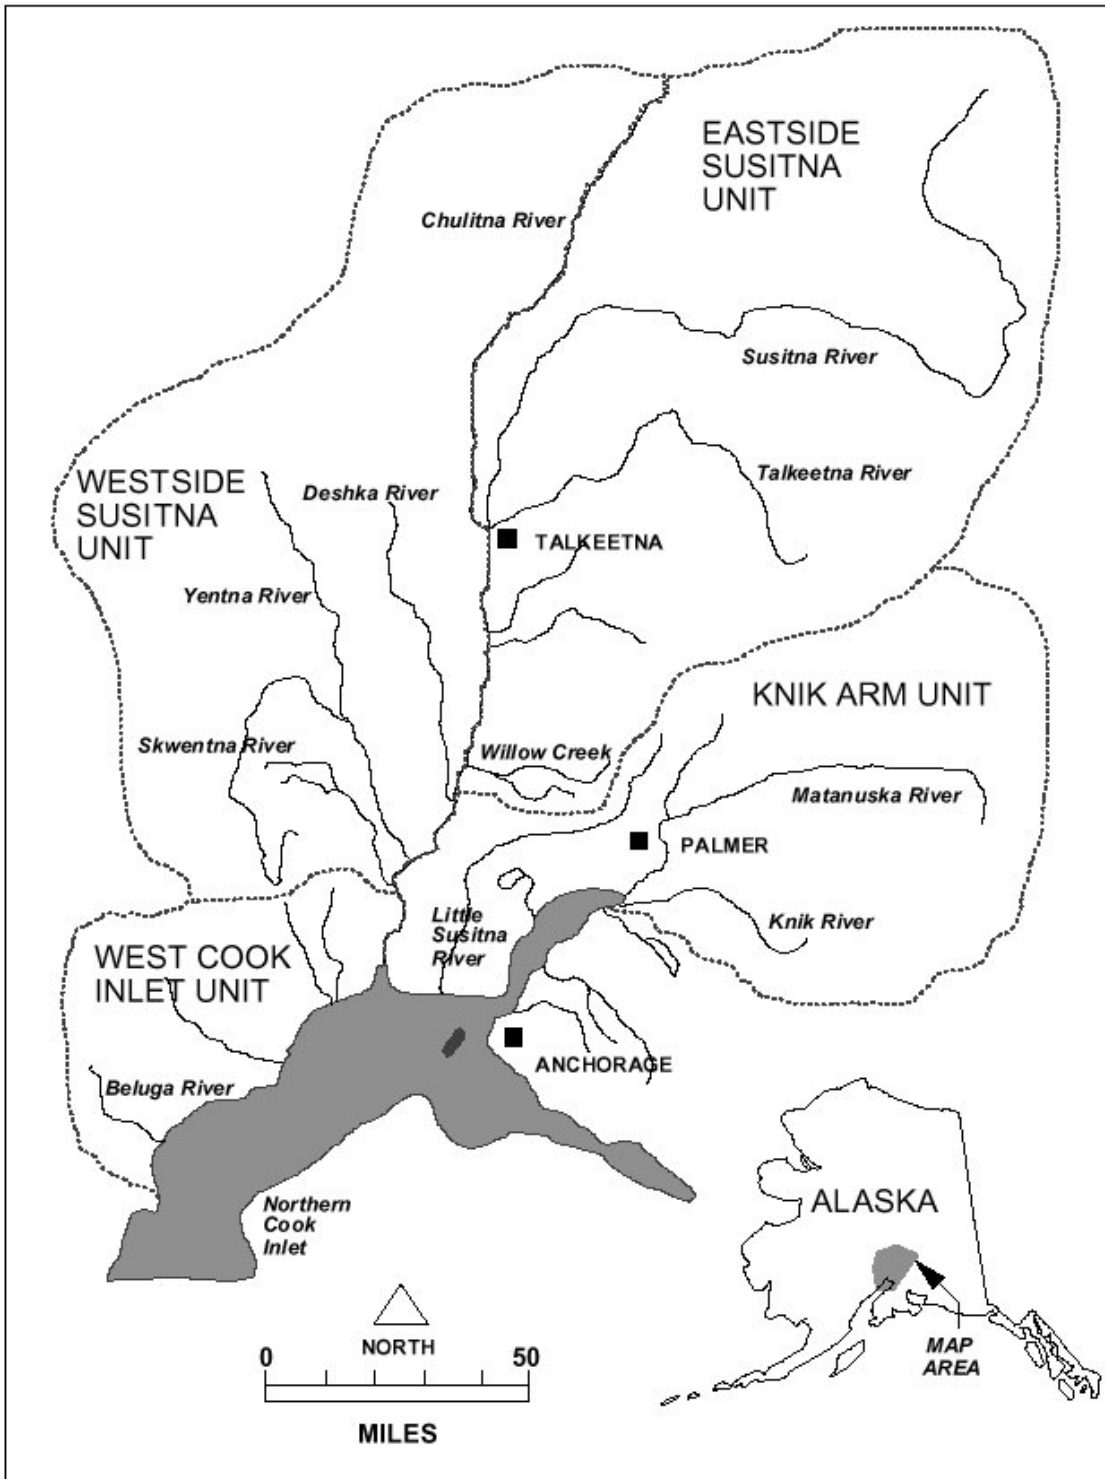 EASTSIDE
SUSITNA
UNIT
Chulitna River
Susitna River
WESTSIDE
SUSITNA
UNIT
Deshka River
Talkeetna River
TALKEETNA
Yentna River
KNIK ARM UNIT
Skwentna River
Willow Creek
Matanuska River
PALMER
Little
Susitna
River
Knik River
WEST COOK
INLET UNIT
ANCHORAGE
Beluga River
Northern
Cook
Inlet
ALASKA
NORTH
MAP
AREA
0 50
MILES